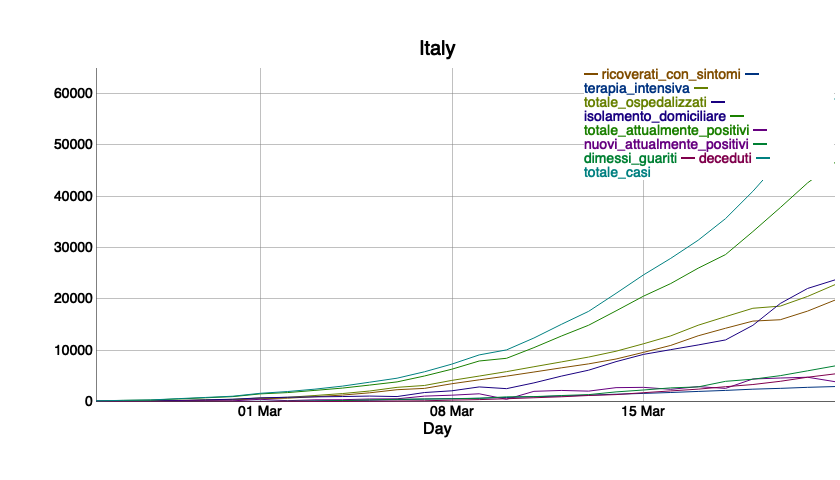 Italy
— ricoverati_con_sintomi —
terapia_intensiva —
totale_ospedalizzati —
isolamento_domiciliare —
totale_attualmente_positivi —
nuovi_attualmente_positivi —
dimessi_guariti — deceduti —
totale_casi
60000
50000
40000
30000
20000
10000
0
01 Mar 08 Mar 15 Mar
Day